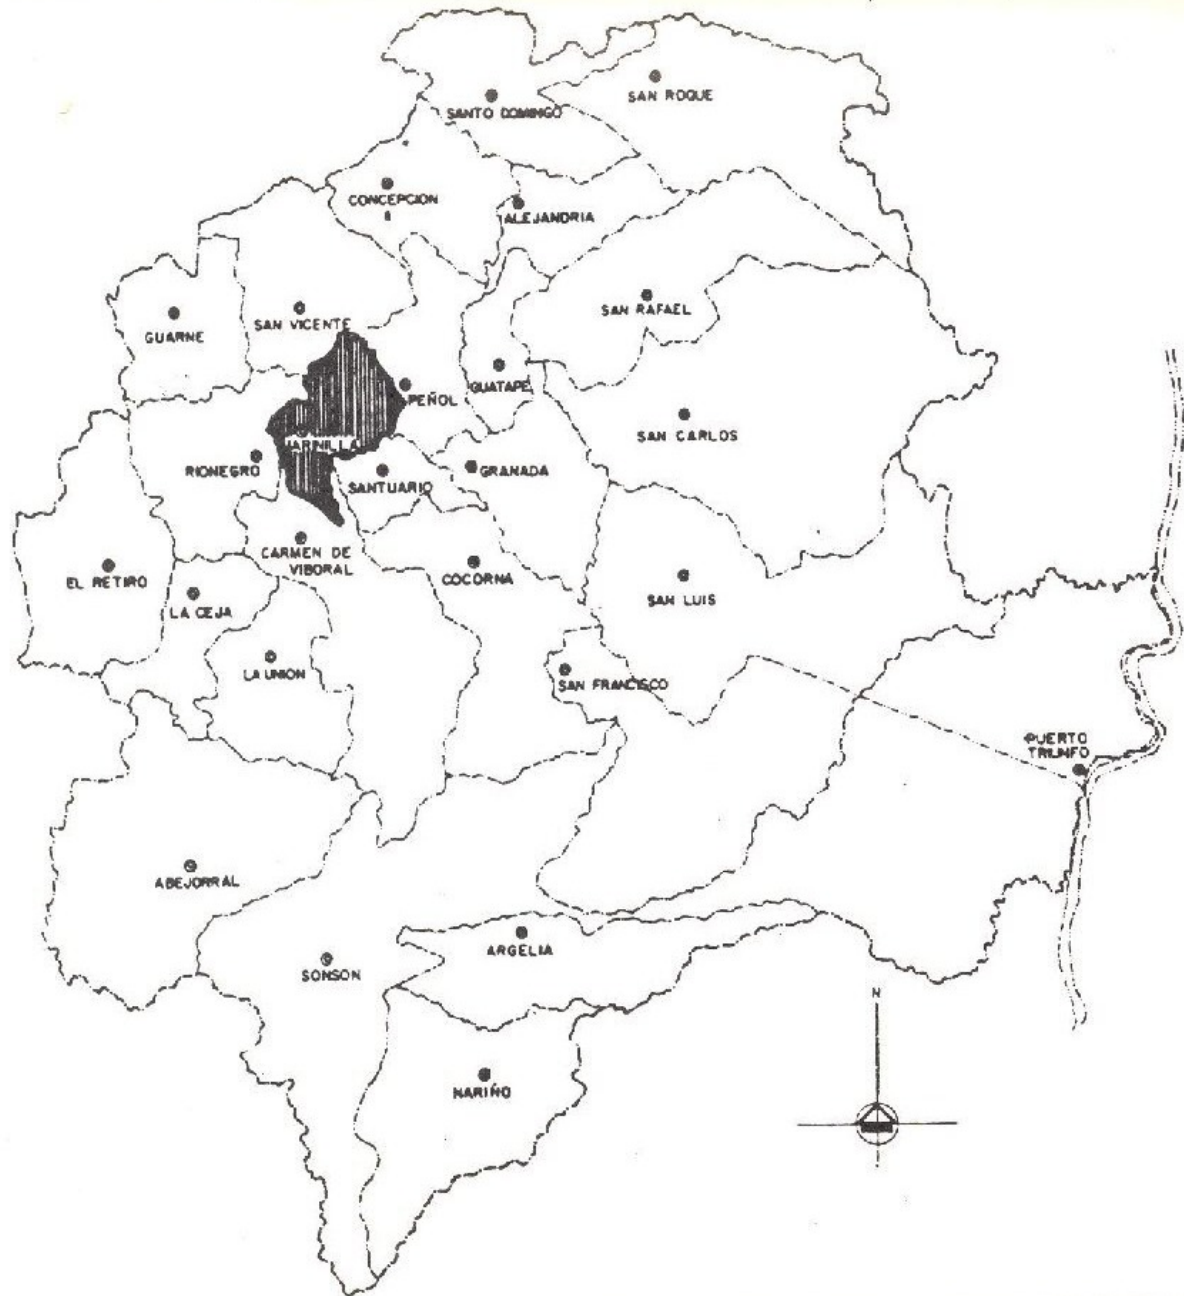 SAN ROQUE
SANTO DOMINGO
CONCEPCION
ALEJANDRIA
SAN RAFAEL
SAN VICENTE
GUARNE
GUATAPE
PEÑOL
SAN CARLOS
RIONEGRO
SANTUARIO
GRANADA
CARMEN DE
VIBORAL
COCORNA
EL RETIRO
LA CEJA
SAN LUIS
LA UNION
SAN FRANCISCO
PUERTO
TRIUNFO
ABEJORRAL
ARGELIA
SONSON
N
NARIÑO